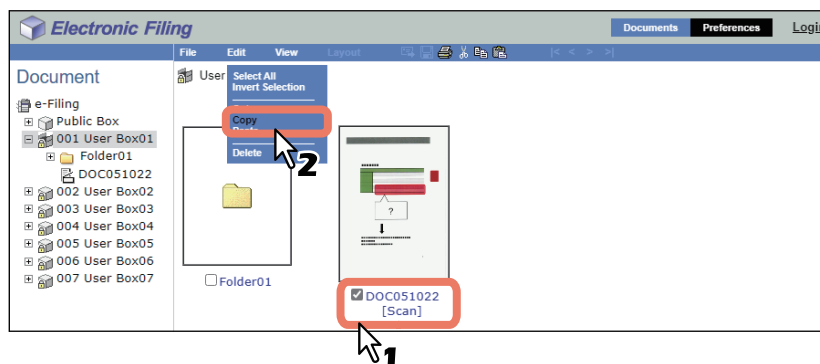 Electronic Filing
Documents Preferences Login
File Edit View Layout |< < > >|
Document
User
Select All
Invert Selection
Copy
Delete
2
e-Filing
Public Box
001 User Box01
Folder01
DOC051022
002 User Box02
003 User Box03
004 User Box04
005 User Box05
006 User Box06
007 User Box07
?
Folder01
DOC051022
[Scan]
1